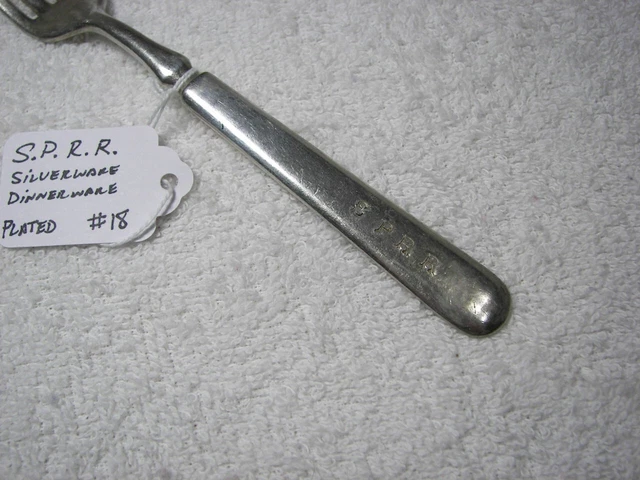 S.P.R.R.
SILVERWARE
DINNERWARE
PLATED #18
S P R R